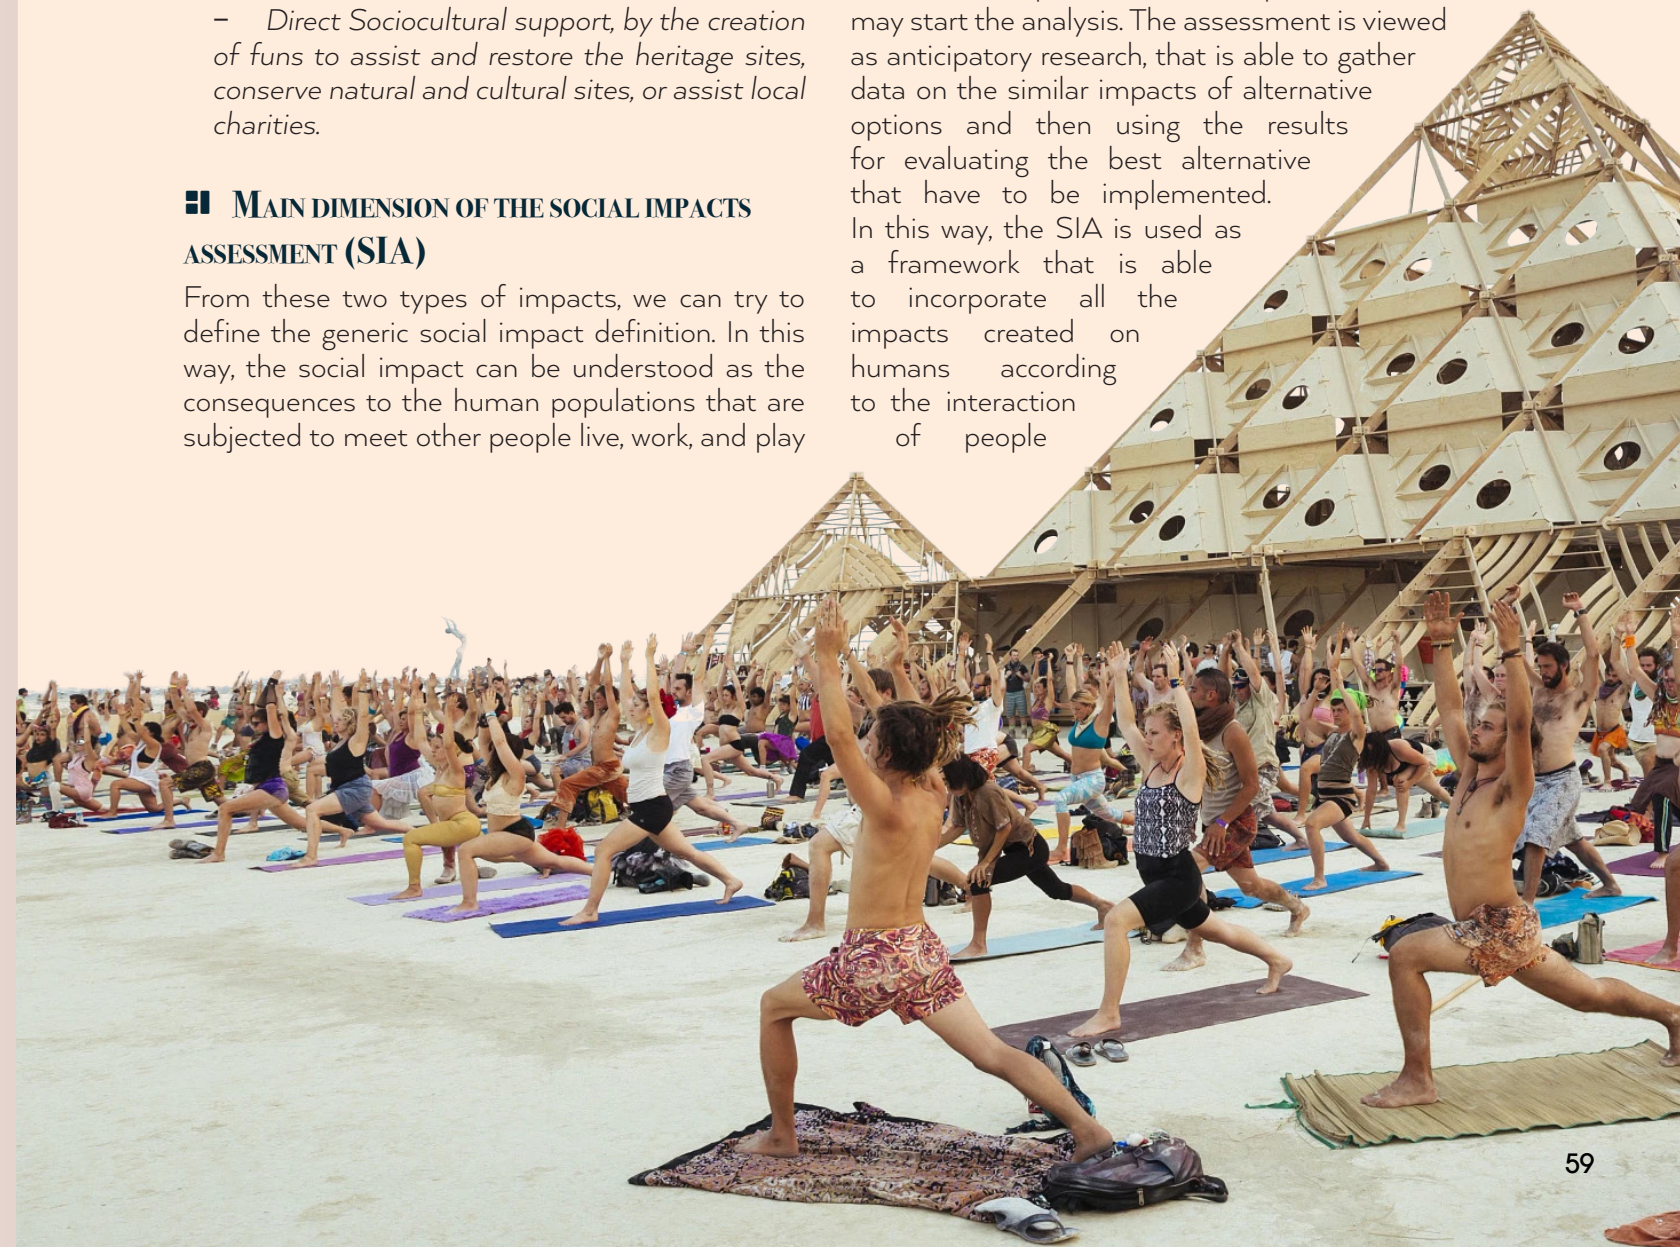 – Direct Sociocultural support, by the creation
of funs to assist and restore the heritage sites,
conserve natural and cultural sites, or assist local
charities.
MAIN DIMENSION OF THE SOCIAL IMPACTS
ASSESSMENT (SIA)
From these two types of impacts, we can try to
define the generic social impact definition. In this
way, the social impact can be understood as the
consequences to the human populations that are
subjected to meet other people live, work, and play
may start the analysis. The assessment is viewed
as anticipatory research, that is able to gather
data on the similar impacts of alternative
options and then using the results
for evaluating the best alternative
that have to be implemented.
In this way, the SIA is used as
a framework that is able
to incorporate all the
impacts created on
humans according
to the interaction
of people
59